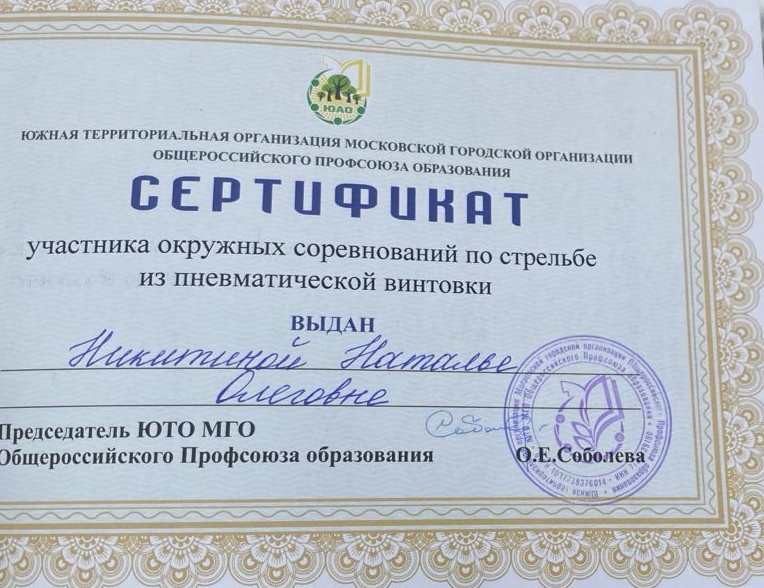 ЮАО
ЮЖНАЯ ТЕРРИТОРИАЛЬНАЯ ОРГАНИЗАЦИЯ МОСКОВСКОЙ ГОРОДСКОЙ ОРГАНИЗАЦИИ
ОБЩЕРОССИЙСКОГО ПРОФСОЮЗА ОБРАЗОВАНИЯ
СЕРТИФИКАТ
участника окружных соревнований по стрельбе
из пневматической винтовки
ВЫДАН
Никитиной Наталье
Олеговне
Председатель ЮТО МГО
Общероссийского Профсоюза образования
О.Е.Соболева